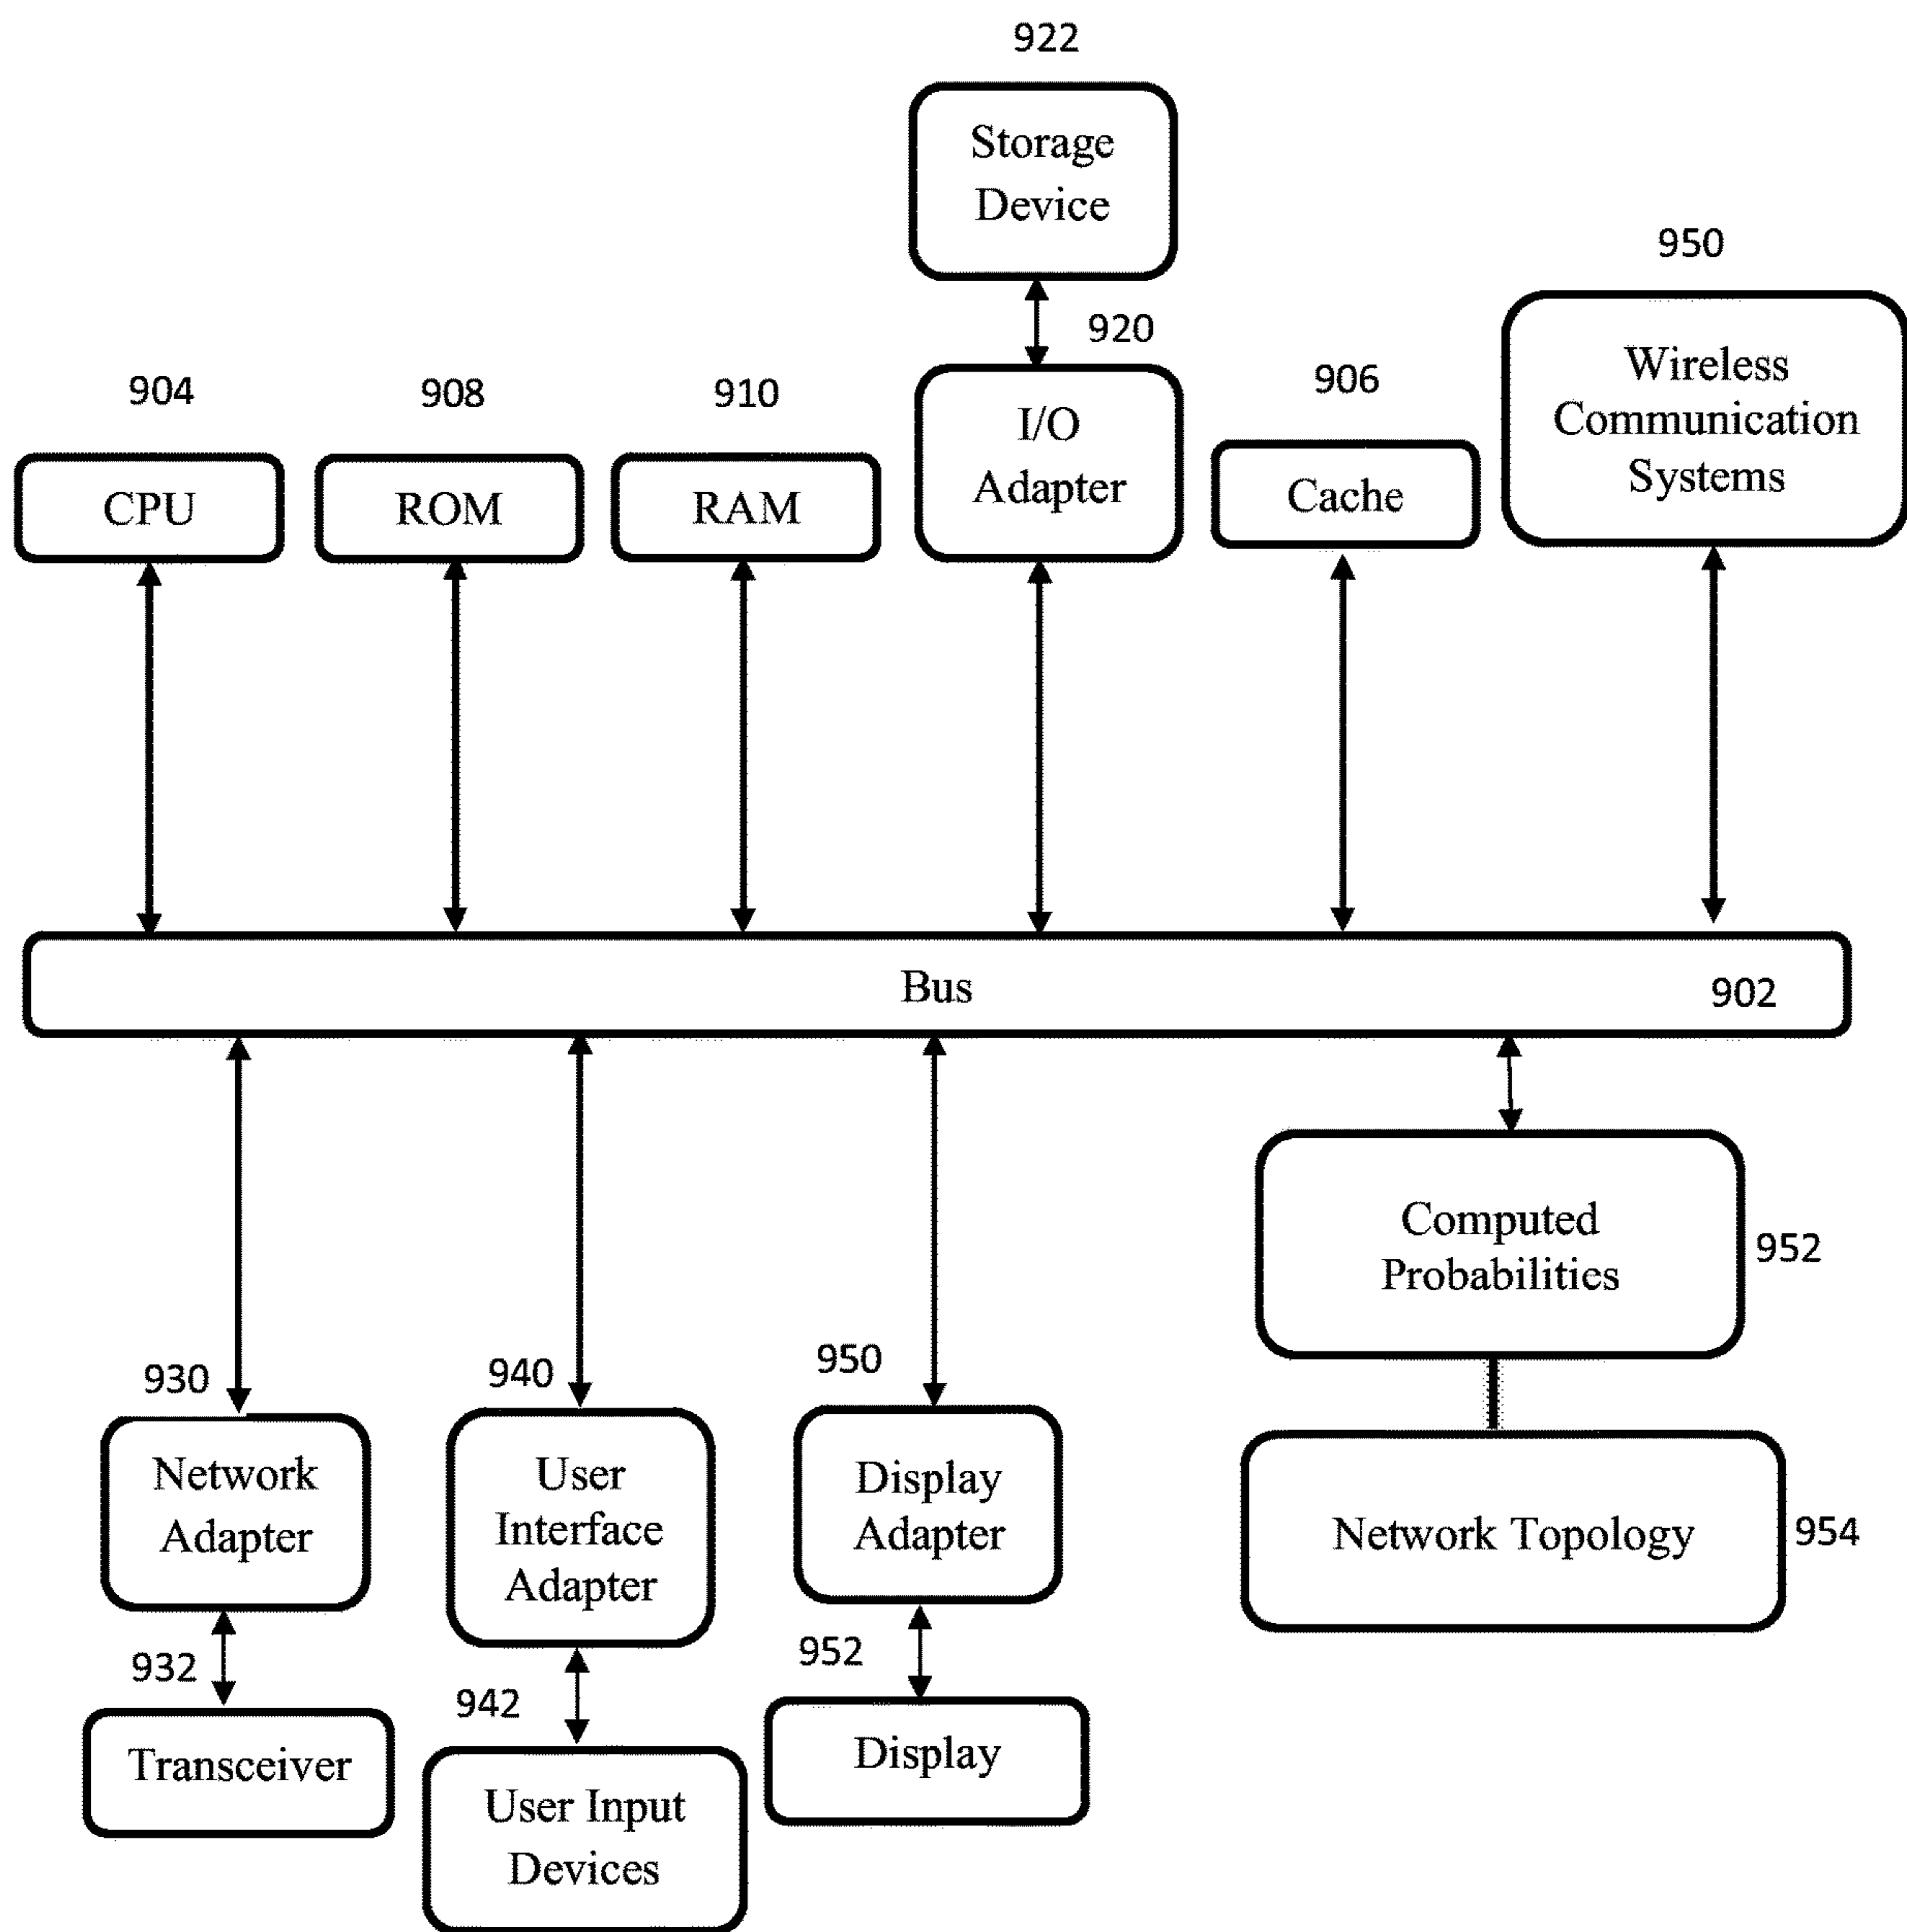 922
Storage
Device
950
920
Wireless
Communication
Systems
904
908
910
906
I/O
Adapter
CPU
ROM
RAM
Cache
Bus
902
Computed
Probabilities
952
930
940
950
Network
Adapter
User
Interface
Adapter
Display
Adapter
Network Topology
954
932
942
952
Transceiver
User Input
Devices
Display